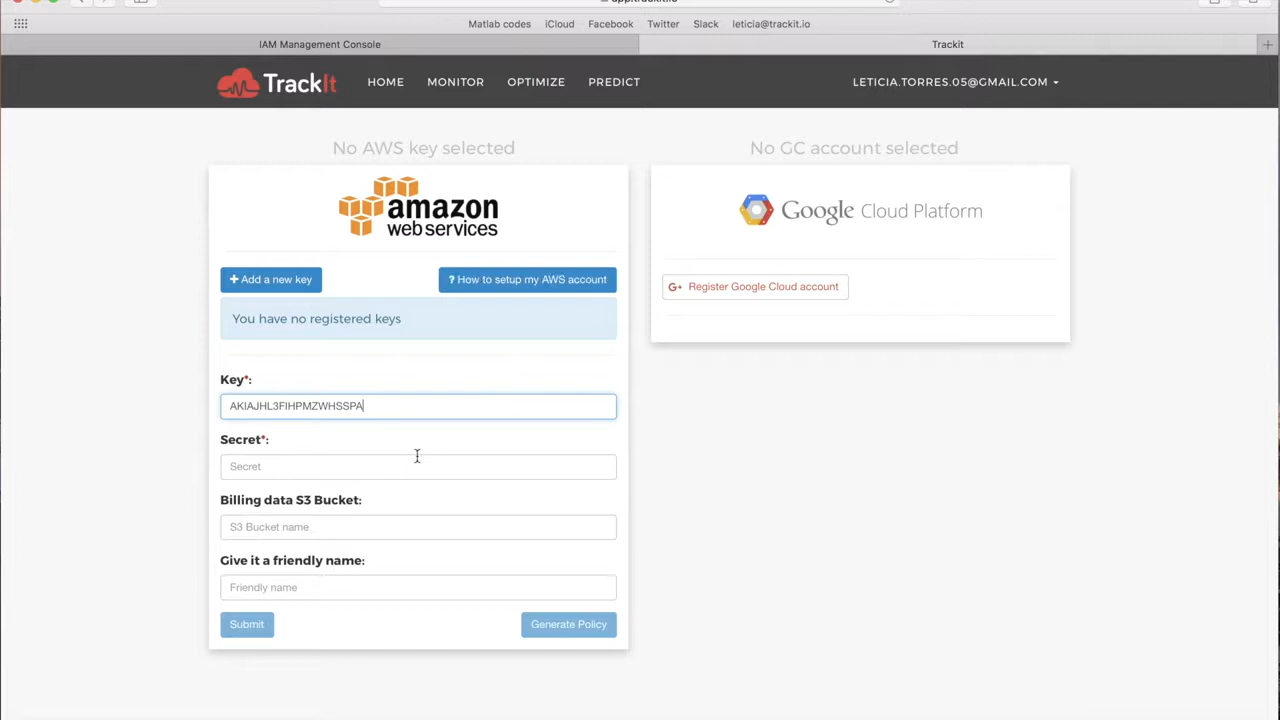 Matlab codes iCloud Facebook Twitter Slack leticia@trackit.io
IAM Management Console Trackit
TrackIt HOME MONITOR OPTIMIZE PREDICT LETICIA.TORRES.05@GMAIL.COM
No AWS key selected
No GC account selected
amazon
web services
Google Cloud Platform
+ Add a new key
? How to setup my AWS account
Register Google Cloud account
You have no registered keys
Key*:
AKIAJHL3FIHPMZWHSSPA
Secret*:
Secret
Billing data S3 Bucket:
S3 Bucket name
Give it a friendly name:
Friendly name
Submit
Generate Policy